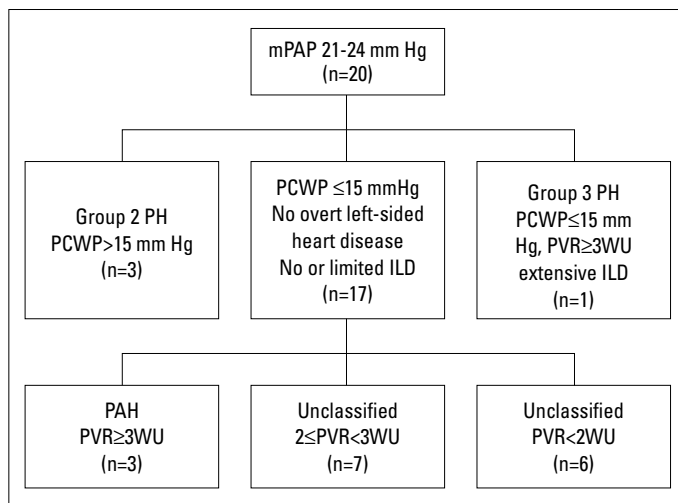 mPAP 21-24 mm Hg
(n=20)
Group 2 PH
PCWP>15 mm Hg
(n=3)
PCWP ≤15 mmHg
No overt left-sided
heart disease
No or limited ILD
(n=17)
Group 3 PH
PCWP≤15 mm
Hg, PVR≥3WU
extensive ILD
(n=1)
PAH
PVR≥3WU
(n=3)
Unclassified
2≤PVR<3WU
(n=7)
Unclassified
PVR<2WU
(n=6)